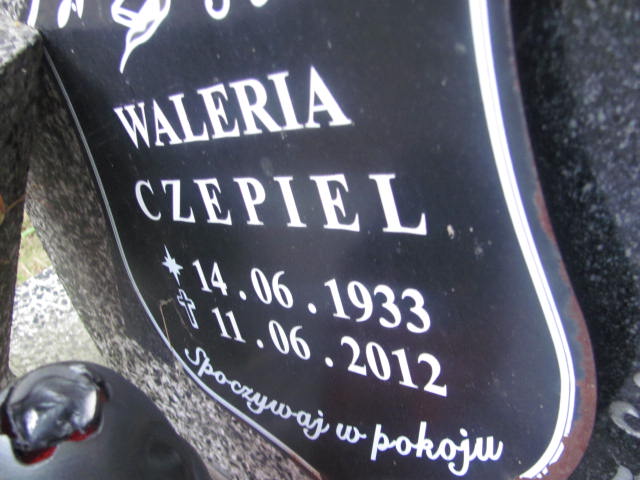 WALERIA
CZEPIEL
14.06.1933
11.06.2012
Spoczywaj w pokoju